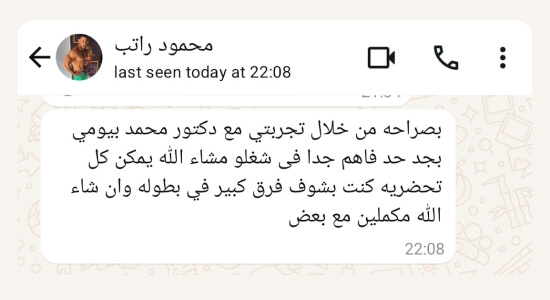 محمود راتب
last seen today at 22:08
بصراحه من خلال تجربتي مع دكتور محمد بيومي
بجد حد فاهم جدا فى شغلو مشاء الله يمكن كل
تحضريه كنت بشوف فرق كبير في بطوله وان شاء
الله مكملين مع بعض
22:08